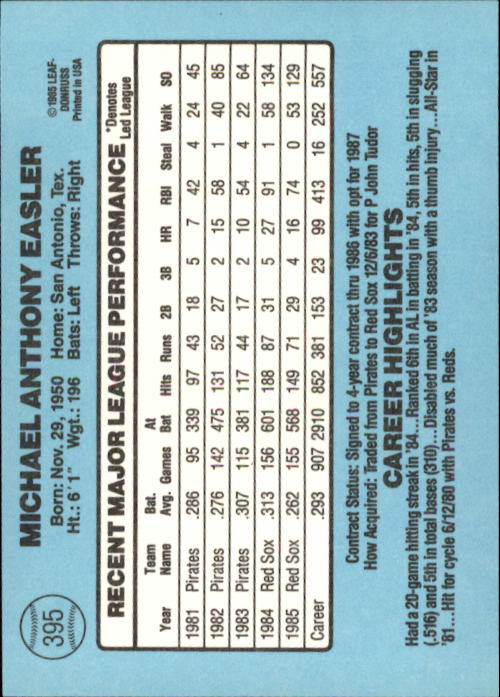 395
MICHAEL ANTHONY EASLER
Born: Nov. 29, 1950 Home: San Antonio, Tex.
Ht.: 6' 1" Wgt.: 196 Bats: Left Throws: Right
©1985 LEAF-
DONRUSS
Printed in USA
RECENT MAJOR LEAGUE PERFORMANCE
*Denotes
Led League
Year Team Name Bat. Avg. Games At Bat Hits Runs 2B 3B HR RBI Steal Walk SO
1981 Pirates .286 95 339 97 43 18 5 7 42 4 24 45
1982 Pirates .276 142 475 131 52 27 2 15 58 1 40 85
1983 Pirates .307 115 381 117 44 17 2 10 54 4 22 64
1984 Red Sox .313 156 601 188 87 31 5 27 91 1 58 134
1985 Red Sox .262 155 568 149 71 29 4 16 74 0 53 129
Career .293 907 2910 852 381 153 23 99 413 16 252 557
Contract Status: Signed to 4-year contract thru 1986 with opt for 1987
How Acquired: Traded from Pirates to Red Sox 12/6/83 for P John Tudor
CAREER HIGHLIGHTS
Had a 20-game hitting streak in '84...Ranked 6th in AL in batting in '84, 5th in hits, 5th in slugging
(.516) and 5th in total bases (310)...Disabled much of '83 season with a thumb injury...All-Star in
'81...Hit for cycle 6/12/80 with Pirates vs. Reds.